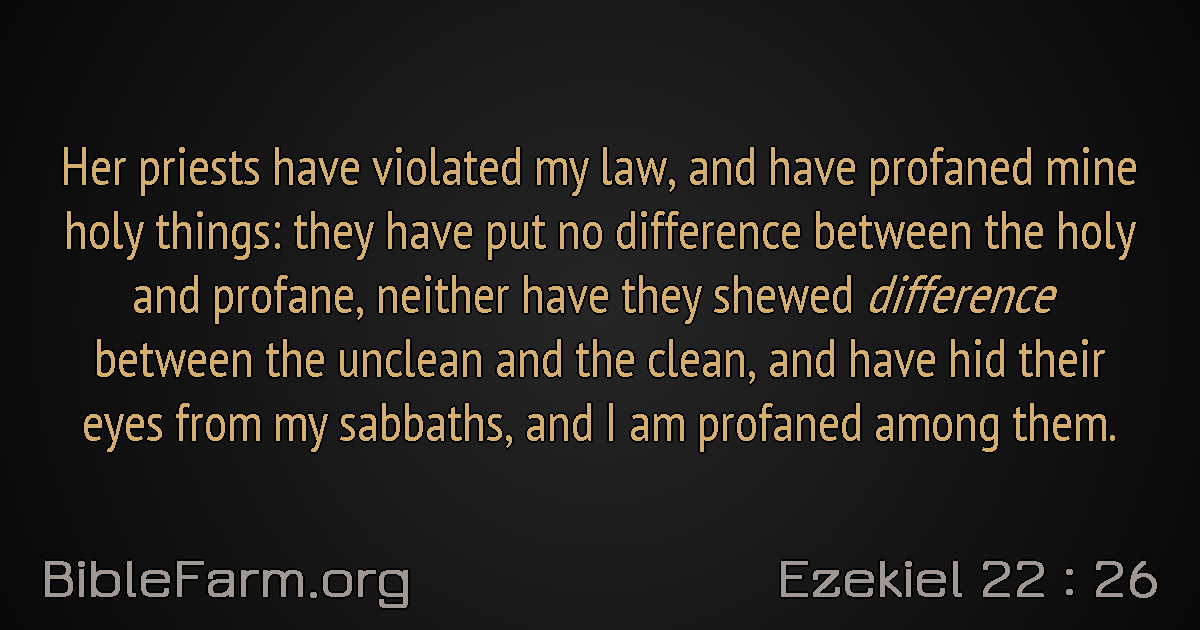 Her priests have violated my law, and have profaned mine
holy things: they have put no difference between the holy
and profane, neither have they shewed difference
between the unclean and the clean, and have hid their
eyes from my sabbaths, and I am profaned among them.
BibleFarm.org
Ezekiel 22 : 26